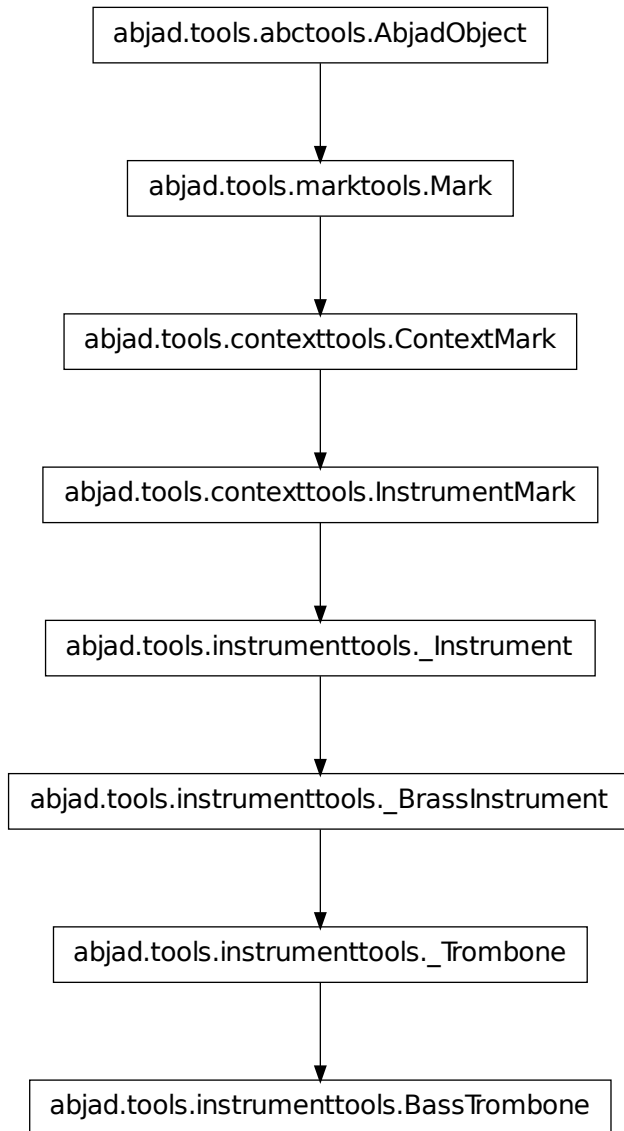 abjad.tools.abctools.AbjadObject
abjad.tools.marktools.Mark
abjad.tools.contexttools.ContextMark
abjad.tools.contexttools.InstrumentMark
abjad.tools.instrumenttools._Instrument
abjad.tools.instrumenttools._BrassInstrument
abjad.tools.instrumenttools._Trombone
abjad.tools.instrumenttools.BassTrombone